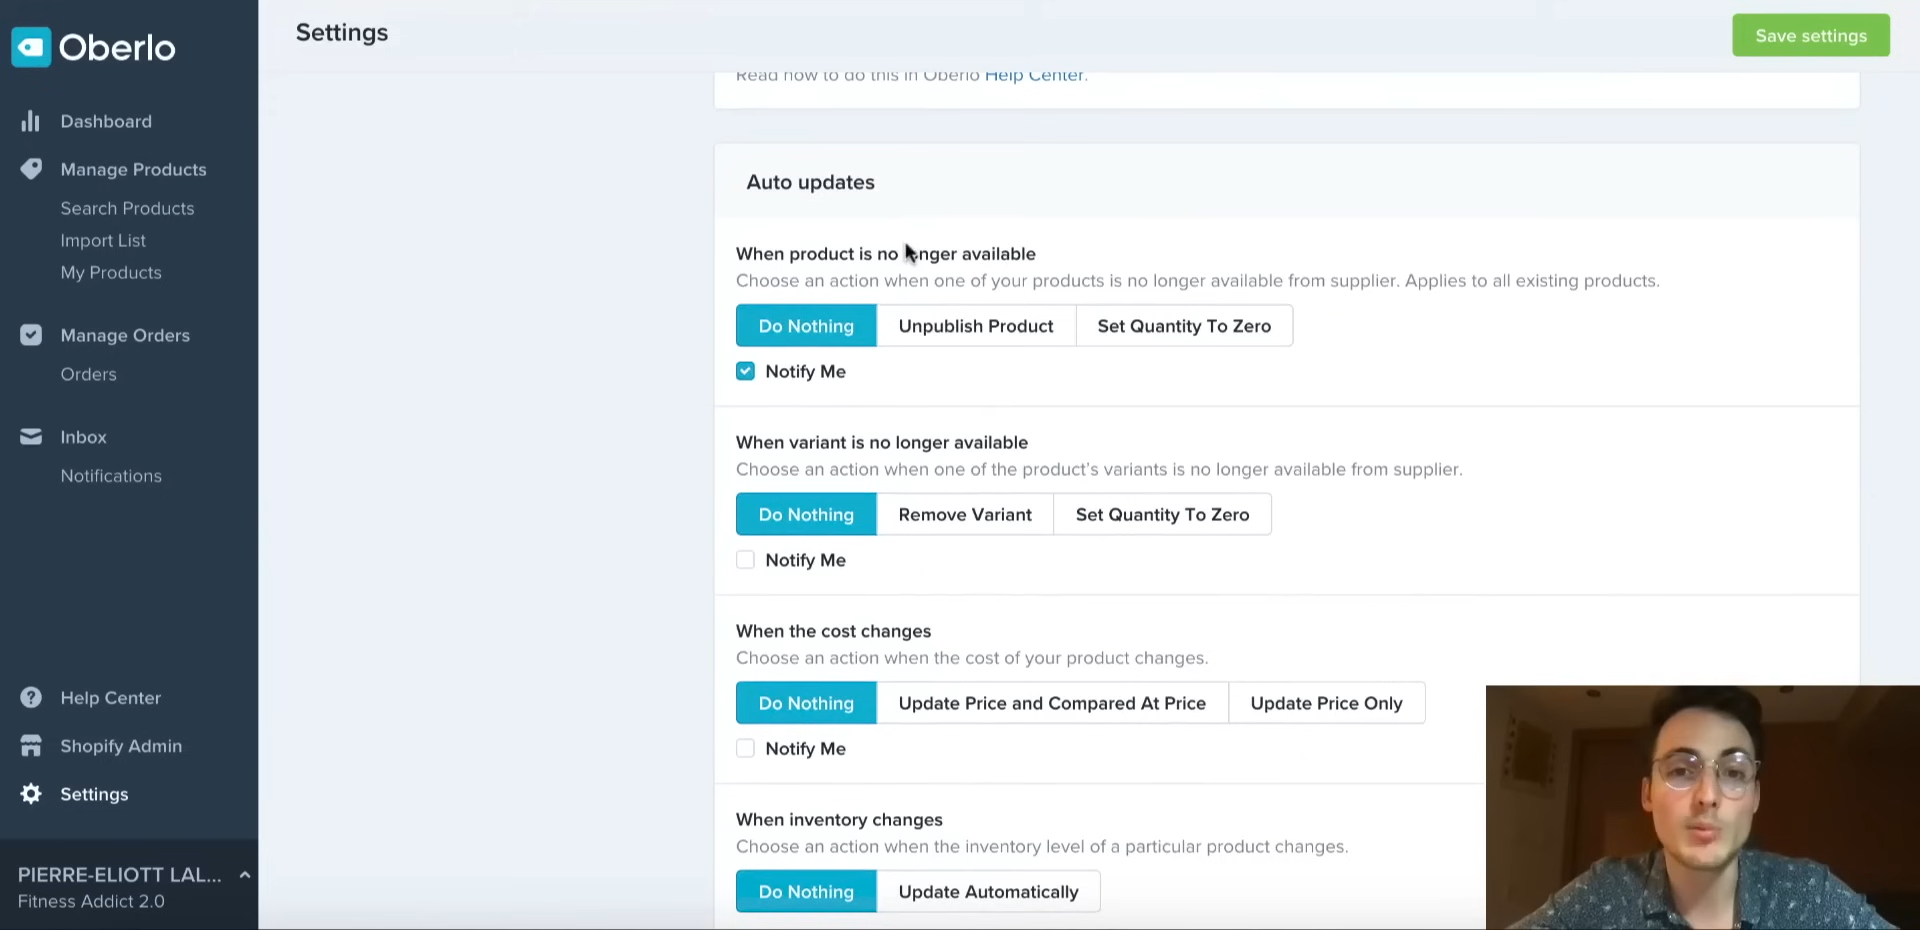 Oberlo
Settings
Save settings
Read how to do this in Oberlo Help Center.
Dashboard
Manage Products
Search Products
Import List
My Products
Manage Orders
Orders
Inbox
Notifications
Help Center
Shopify Admin
Settings
PIERRE-ELIOTT LAL...
Fitness Addict 2.0
Auto updates
When product is no longer available
Choose an action when one of your products is no longer available from supplier. Applies to all existing products.
Do Nothing Unpublish Product Set Quantity To Zero
Notify Me
When variant is no longer available
Choose an action when one of the product's variants is no longer available from supplier.
Do Nothing Remove Variant Set Quantity To Zero
Notify Me
When the cost changes
Choose an action when the cost of your product changes.
Do Nothing Update Price and Compared At Price Update Price Only
Notify Me
When inventory changes
Choose an action when the inventory level of a particular product changes.
Do Nothing Update Automatically